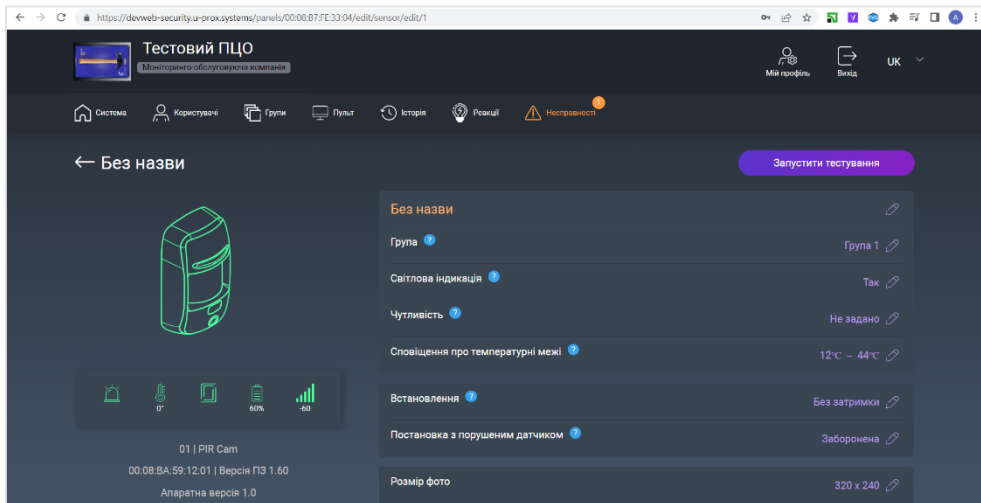 https://devweb-security.u-prox.systems/panels/00:08:B7:FE:33:04/edit/sensor/edit/1
A
Тестовий ПЦО
Моніторинго-обслуговуюча компанія
Мій профіль
Вихід
UK
Система
Користувачі
Групи
Пульт
Історія
Реакції
Несправності
!
← Без назви
Запустити тестування
Без назви
Група ? Група 1
Світлова індикація ? Так
Чутливість ? Не задано
Сповіщення про температурні межі ? 12°C – 44°C
Встановлення ? Без затримки
Постановка з порушеним датчиком ? Заборонена
Розмір фото 320 x 240
0°
60%
-60
01 | PIR Cam
00:08:BA:59:12:01 | Версія ПЗ 1.60
Апаратна версія 1.0